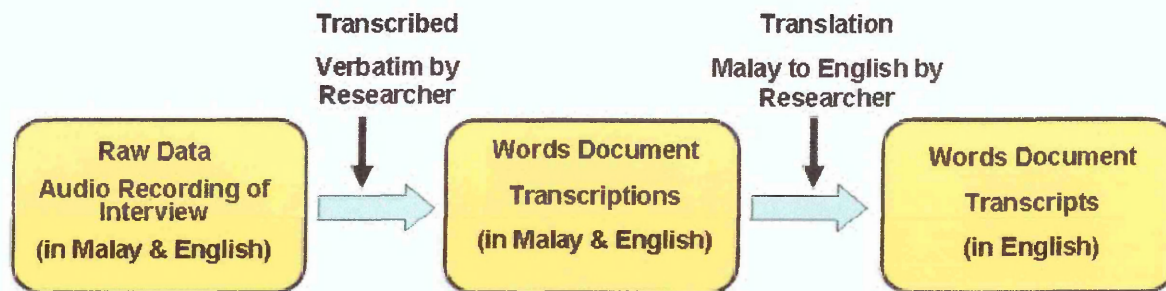 Transcribed
Verbatim by
Researcher
Translation
Malay to English by
Researcher
Raw Data
Audio Recording of
Interview
(in Malay & English)
Words Document
Transcriptions
(in Malay & English)
Words Document
Transcripts
(in English)